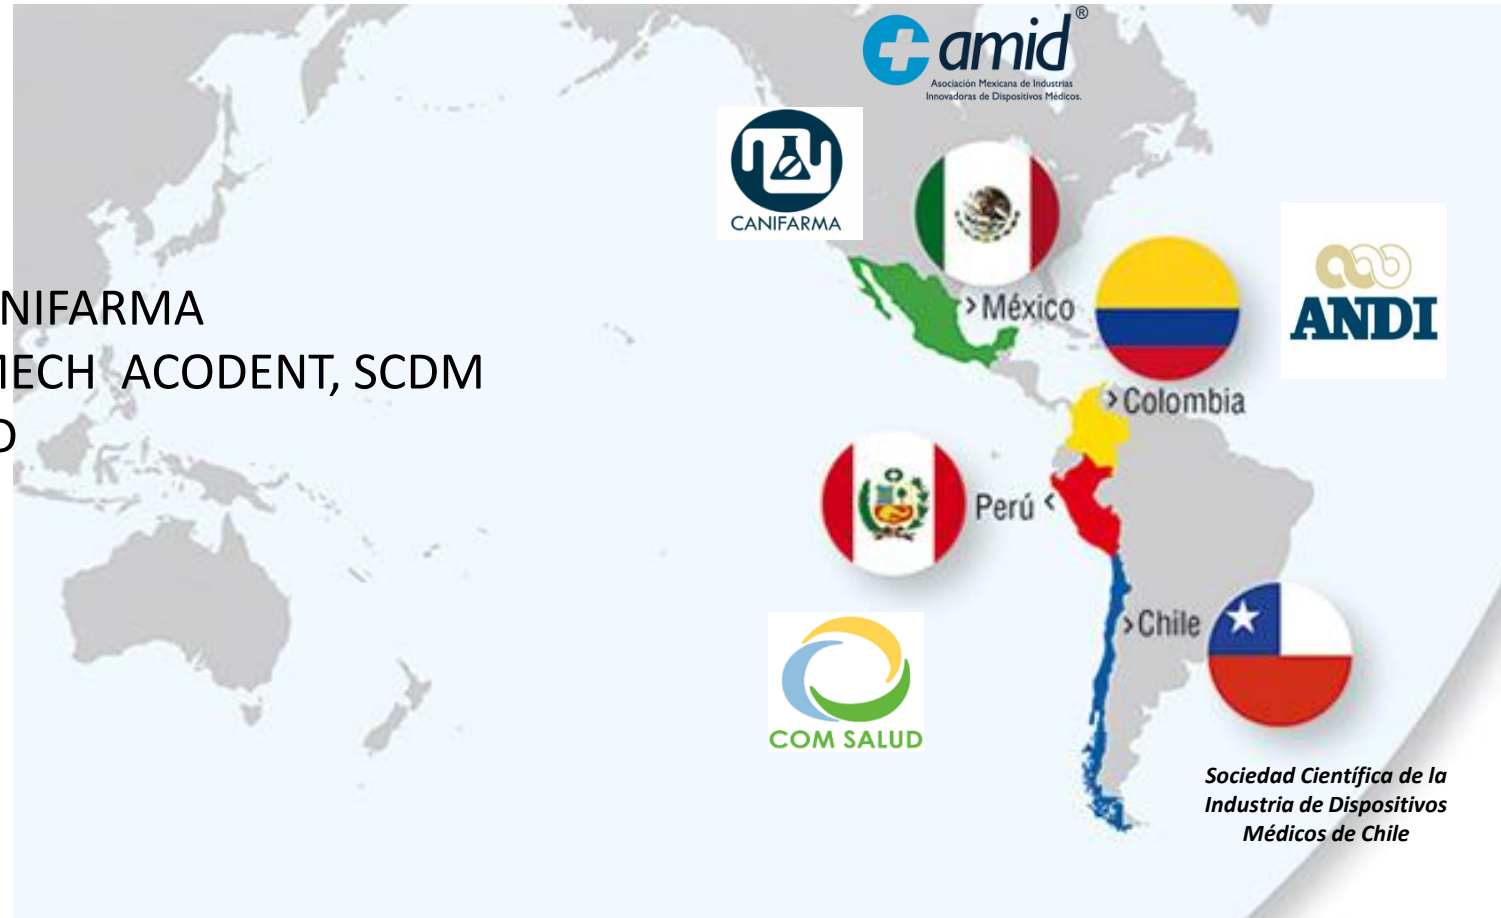 amid®
Asociación Mexicana de Industrias
Innovadoras de Dispositivos Médicos.
CANIFARMA
ANDI
NIFARMA
México
MECH ACODENT, SCDM
Colombia
D
Perú
Chile
COM SALUD
Sociedad Científica de la
Industria de Dispositivos
Médicos de Chile